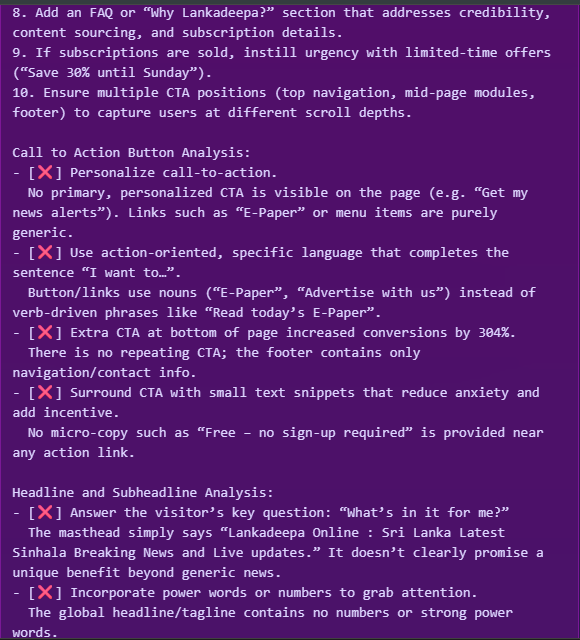 8. Add an FAQ or “Why Lankadeepa?” section that addresses credibility,
content sourcing, and subscription details.
9. If subscriptions are sold, instill urgency with limited-time offers
(“Save 30% until Sunday”).
10. Ensure multiple CTA positions (top navigation, mid-page modules,
footer) to capture users at different scroll depths.
Call to Action Button Analysis:
- [❌] Personalize call-to-action.
No primary, personalized CTA is visible on the page (e.g. “Get my
news alerts”). Links such as “E-Paper” or menu items are purely
generic.
- [❌] Use action-oriented, specific language that completes the
sentence “I want to…”.
Button/links use nouns (“E-Paper”, “Advertise with us”) instead of
verb-driven phrases like “Read today’s E-Paper”.
- [❌] Extra CTA at bottom of page increased conversions by 304%.
There is no repeating CTA; the footer contains only
navigation/contact info.
- [❌] Surround CTA with small text snippets that reduce anxiety and
add incentive.
No micro-copy such as “Free – no sign-up required” is provided near
any action link.
Headline and Subheadline Analysis:
- [❌] Answer the visitor’s key question: “What’s in it for me?”
The masthead simply says “Lankadeepa Online : Sri Lanka Latest
Sinhala Breaking News and Live updates.” It doesn’t clearly promise a
unique benefit beyond generic news.
- [❌] Incorporate power words or numbers to grab attention.
The global headline/tagline contains no numbers or strong power
words.